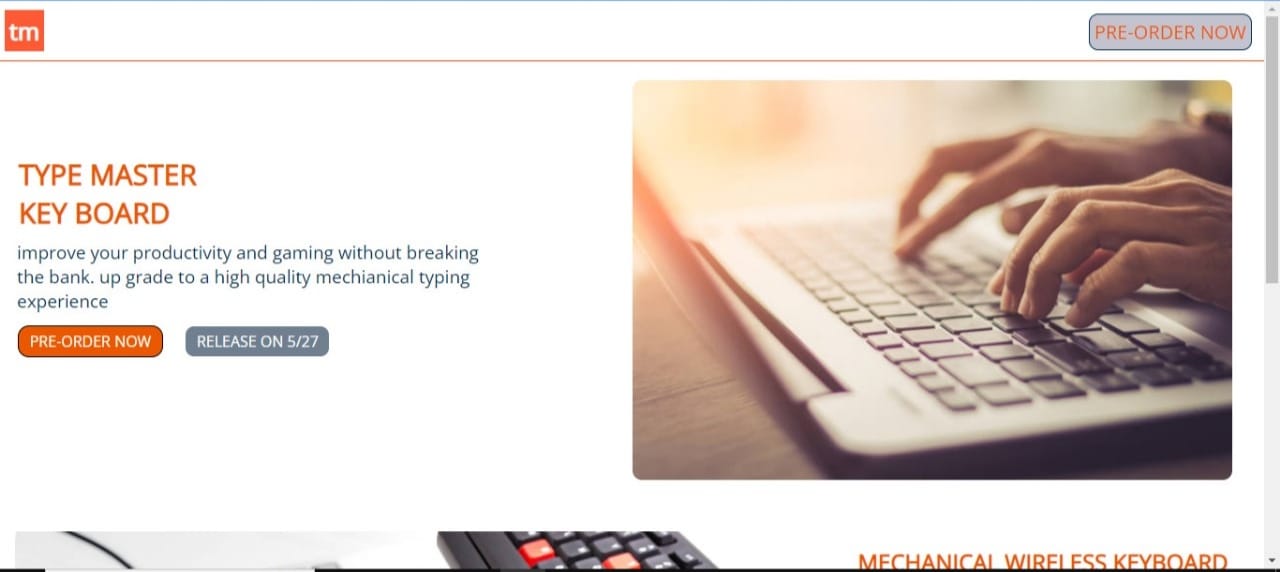 tm
PRE-ORDER NOW
TYPE MASTER
KEY BOARD
improve your productivity and gaming without breaking
the bank. up grade to a high quality mechianical typing
experience
PRE-ORDER NOW
RELEASE ON 5/27
MECHANICAL WIRELESS KEYBOARD